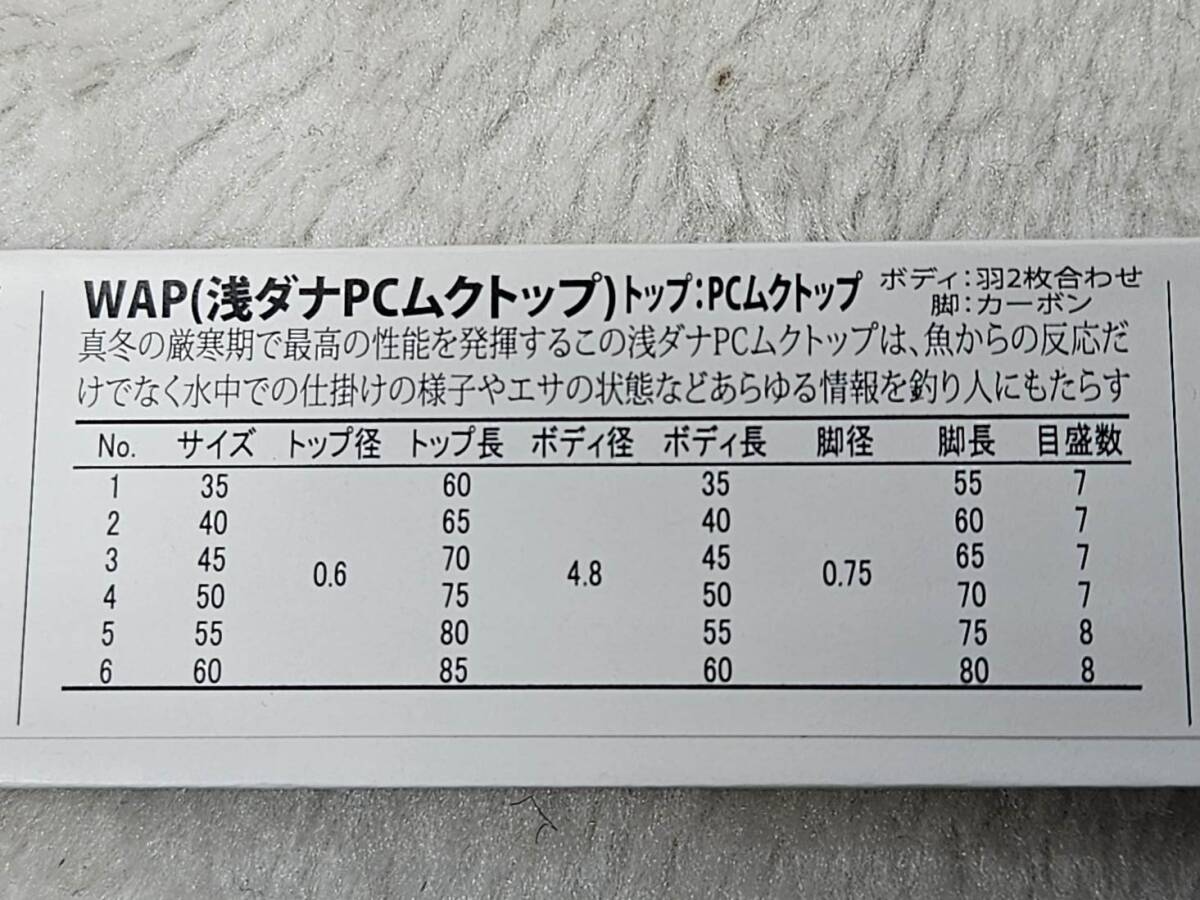 WAP(浅ダナPCムクトップ)トップ:PCムクトップ ボディ:羽2枚合わせ
脚:カーボン
真冬の厳寒期で最高の性能を発揮するこの浅ダナPCムクトップは、魚からの反応だ
けでなく水中での仕掛けの様子やエサの状態などあらゆる情報を釣り人にもたらす
No. サイズ トップ径 トップ長 ボディ径 ボディ長 脚径 脚長 目盛数
1 35 60 35 55 7
2 40 65 40 60 7
3 45 70 45 65 7
0.6 4.8 0.75
4 50 75 50 70 7
5 55 80 55 75 8
6 60 85 60 80 8